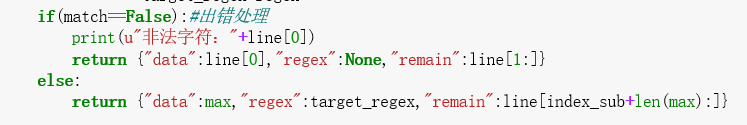 if(match==False):#出错处理
print(u"非法字符："+line[0])
return {"data":line[0],"regex":None,"remain":line[1:]}
else:
return {"data":max,"regex":target_regex,"remain":line[index_sub+len(max):]}